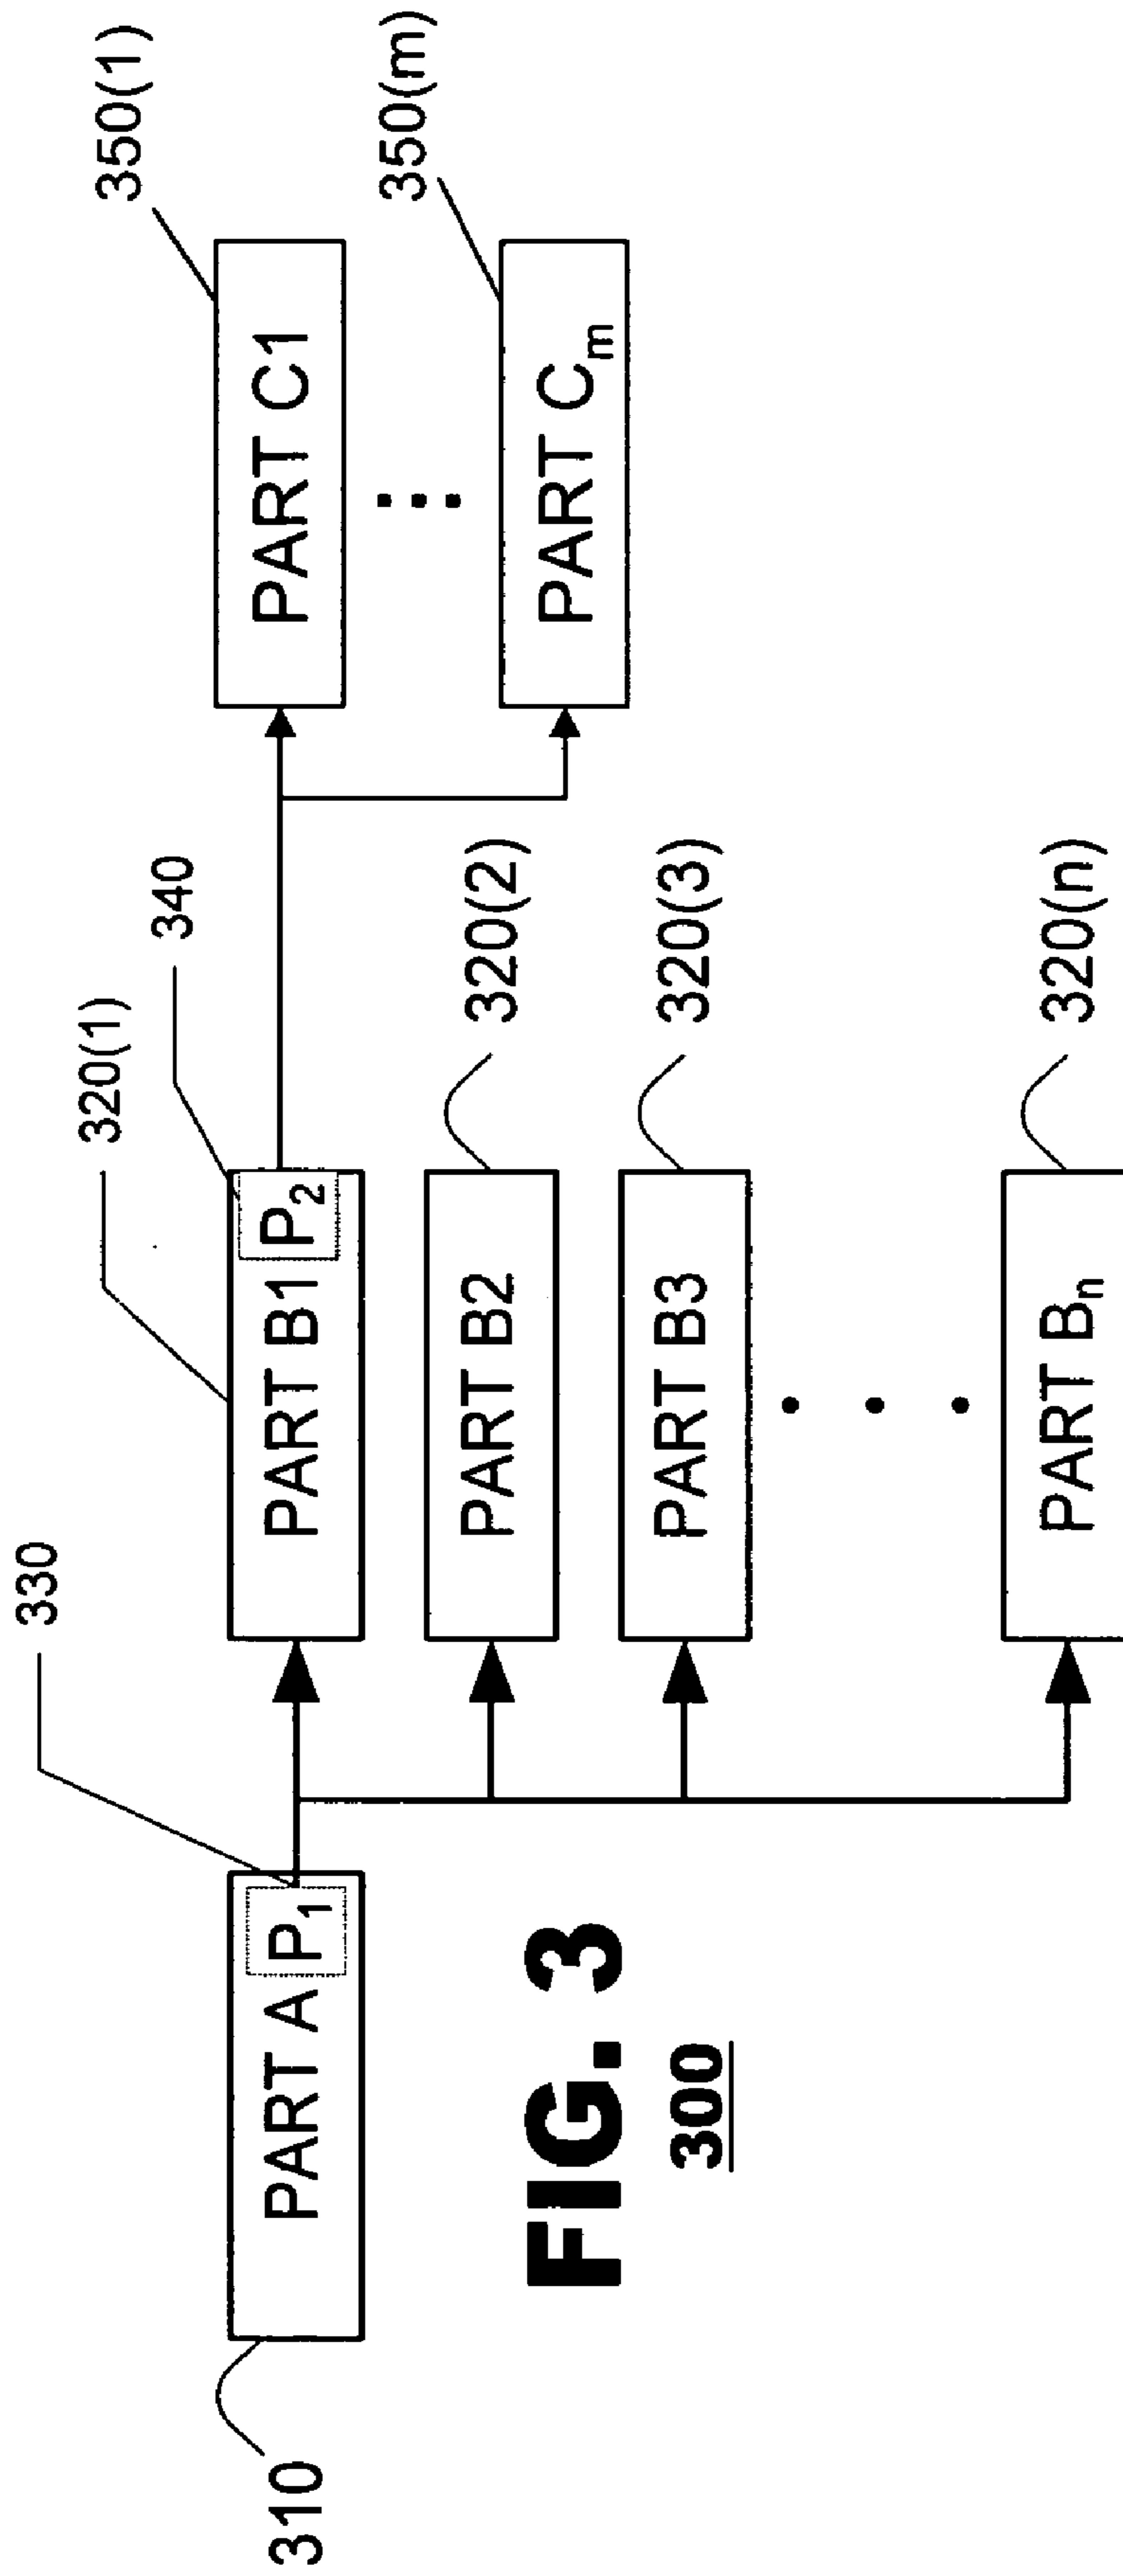 330
320(1)
340
350(1)
310
PART A P₁
PART B1 P₂
PART C1
350(m)
PART B2
320(2)
PART Cₘ
PART B3
320(3)
PART Bₙ
320(n)
FIG. 3
300